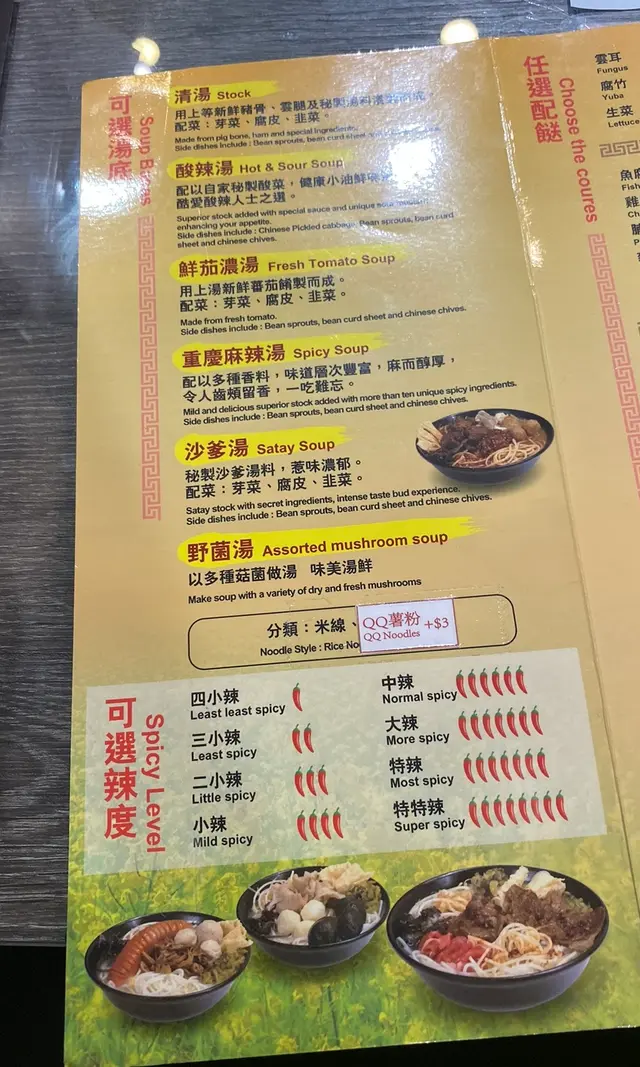 可選湯底
Soup Bases
清湯 Stock
用上等新鮮豬骨、雲腿及秘製湯料
配菜：芽菜、腐皮、韮菜。
Made from pig bone, ham and special Ingredients.
Side dishes include : Bean sprouts, bean curd sheet
酸辣湯 Hot & Sour Soup
配以自家秘製酸菜，健康小油鮮味
酷愛酸辣人士之選。
Superior stock added with special sauce and unique sour
enhancing your appetite.
Side dishes include : Chinese Pickled cabbage, Bean sprouts, bean curd
sheet and chinese chives.
鮮茄濃湯 Fresh Tomato Soup
用上湯新鮮蕃茄餚製而成。
配菜：芽菜、腐皮、韮菜。
Made from fresh tomato.
Side dishes include : Bean sprouts, bean curd sheet and chinese chives.
重慶麻辣湯 Spicy Soup
配以多種香料，味道層次豐富，麻而醇厚，
令人齒頰留香，一吃難忘。
Mild and delicious superior stock added with more than ten unique spicy ingredients.
Side dishes include : Bean sprouts, bean curd sheet and chinese chives.
沙爹湯 Satay Soup
秘製沙爹湯料，惹味濃郁。
配菜：芽菜、腐皮、韮菜。
Satay stock with secret ingredients, intense taste bud experience.
Side dishes include : Bean sprouts, bean curd sheet and chinese chives.
野菌湯 Assorted mushroom soup
以多種菇菌做湯 味美湯鮮
Make soup with a variety of dry and fresh mushrooms
分類：米線、
Noodle Style : Rice
QQ薯粉 +$3
QQ Noodles
可選辣度
Spicy Level
四小辣
Least least spicy
三小辣
Least spicy
二小辣
Little spicy
小辣
Mild spicy
中辣
Normal spicy
大辣
More spicy
特辣
Most spicy
特特辣
Super spicy
任選配餸
Choose the coures
雲耳
Fungus
腐竹
Yuba
生菜
Lettuce